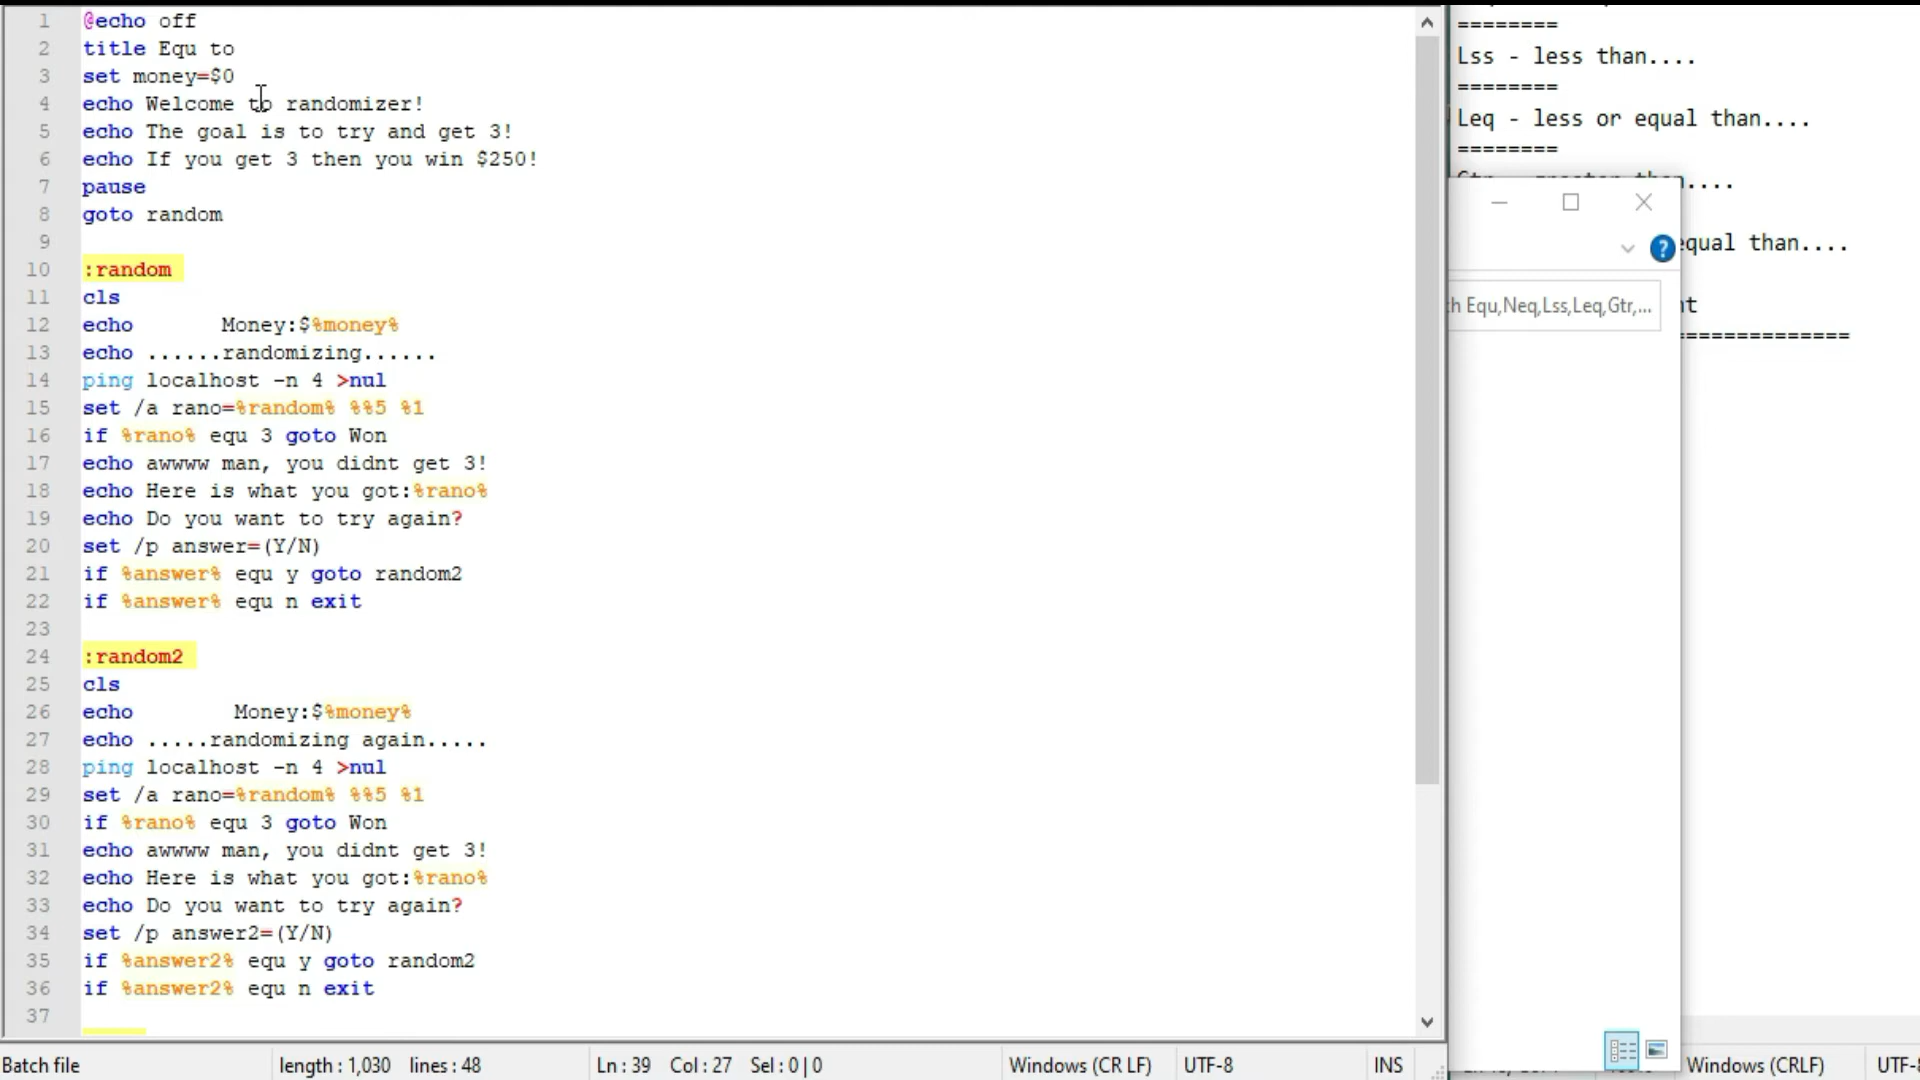 1 @echo off
2 title Equ to
3 set money=$0
4 echo Welcome to randomizer!
5 echo The goal is to try and get 3!
6 echo If you get 3 then you win $250!
7 pause
8 goto random
9
10 :random
11 cls
12 echo       Money:$%money%
13 echo ......randomizing......
14 ping localhost -n 4 >nul
15 set /a rano=%random% %%5 %1
16 if %rano% equ 3 goto Won
17 echo awwww man, you didnt get 3!
18 echo Here is what you got:%rano%
19 echo Do you want to try again?
20 set /p answer=(Y/N)
21 if %answer% equ y goto random2
22 if %answer% equ n exit
23
24 :random2
25 cls
26 echo        Money:$%money%
27 echo .....randomizing again.....
28 ping localhost -n 4 >nul
29 set /a rano=%random% %%5 %1
30 if %rano% equ 3 goto Won
31 echo awwww man, you didnt get 3!
32 echo Here is what you got:%rano%
33 echo Do you want to try again?
34 set /p answer2=(Y/N)
35 if %answer2% equ y goto random2
36 if %answer2% equ n exit
37
Batch file length : 1,030 lines : 48 Ln : 39 Col : 27 Sel : 0 | 0 Windows (CR LF) UTF-8 INS
========
Lss - less than....
========
Leq - less or equal than....
========
....
?
equal than....
Equ,Neq,Lss,Leq,Gtr,...
==============
Windows (CRLF) UTF-8